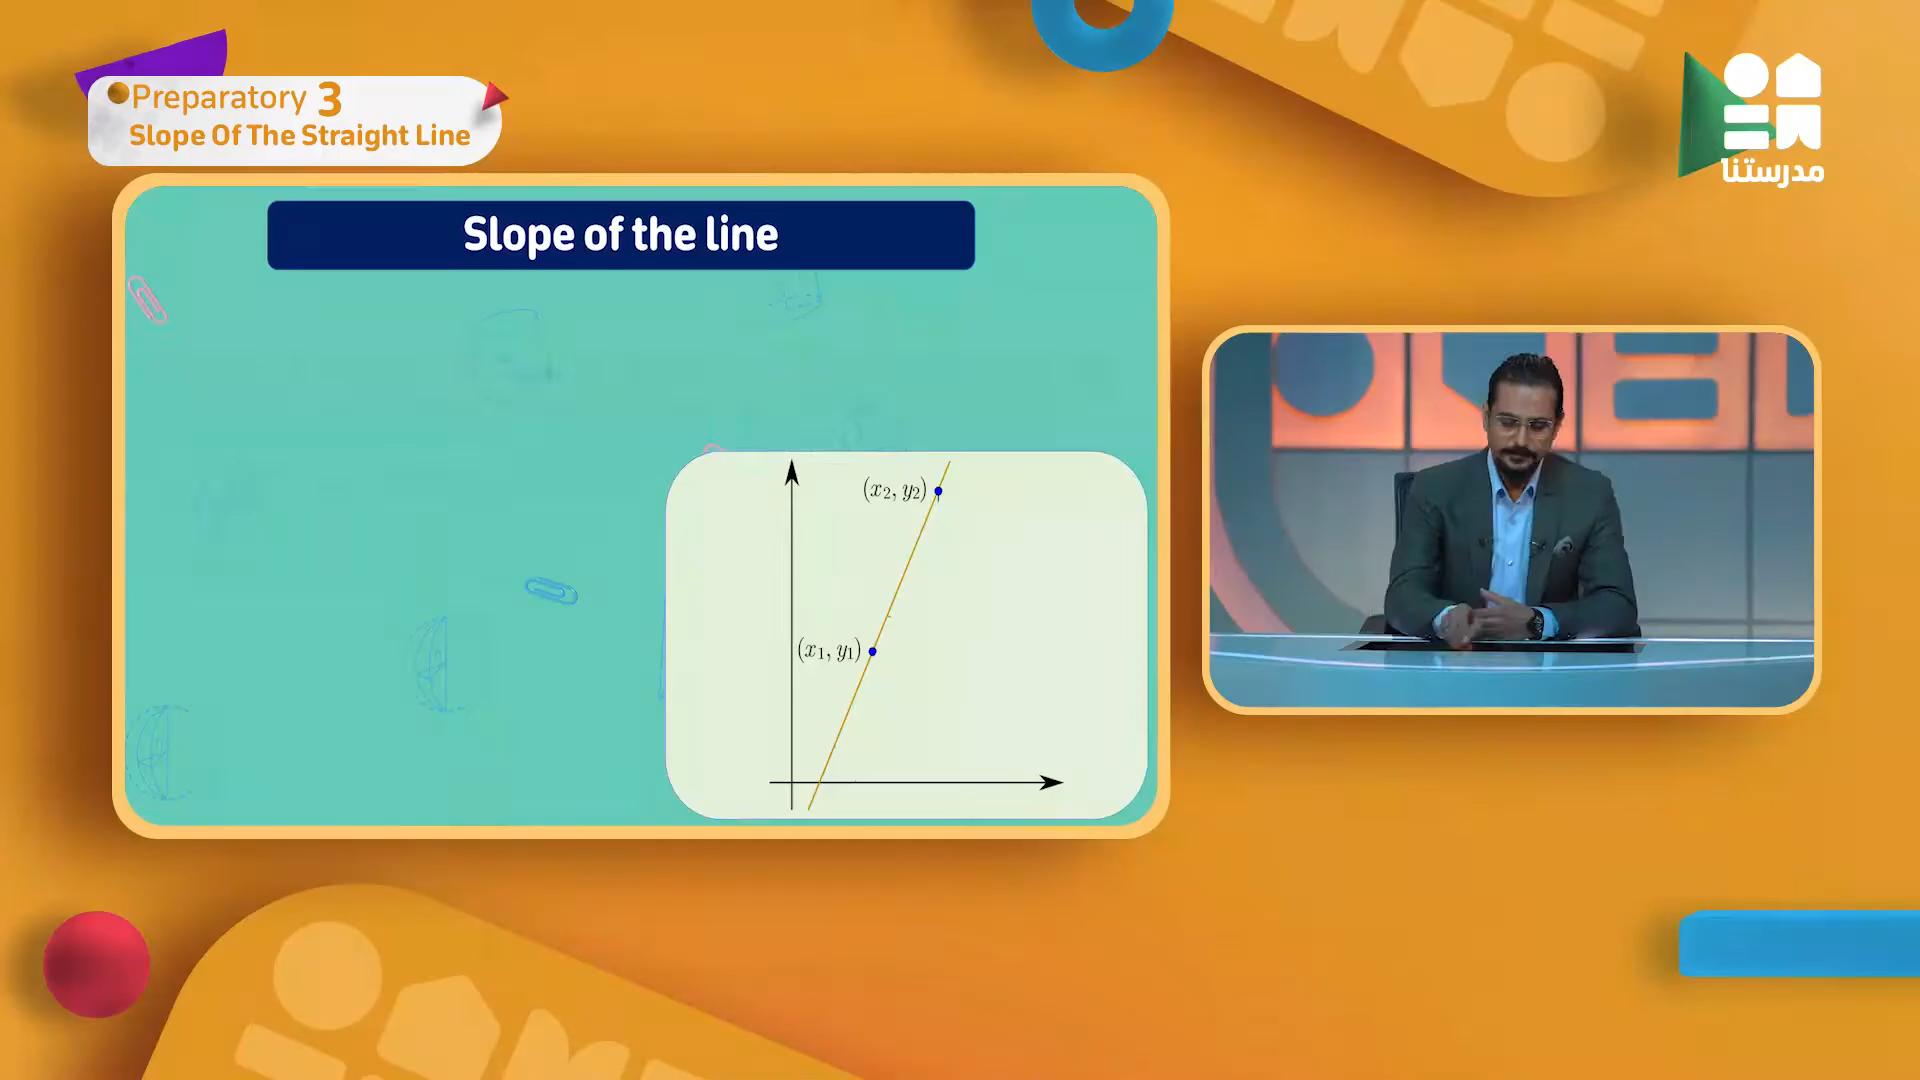 Preparatory 3
Slope Of The Straight Line
مدرستنا
Slope of the line
(x₂, y₂)
(x₁, y₁)